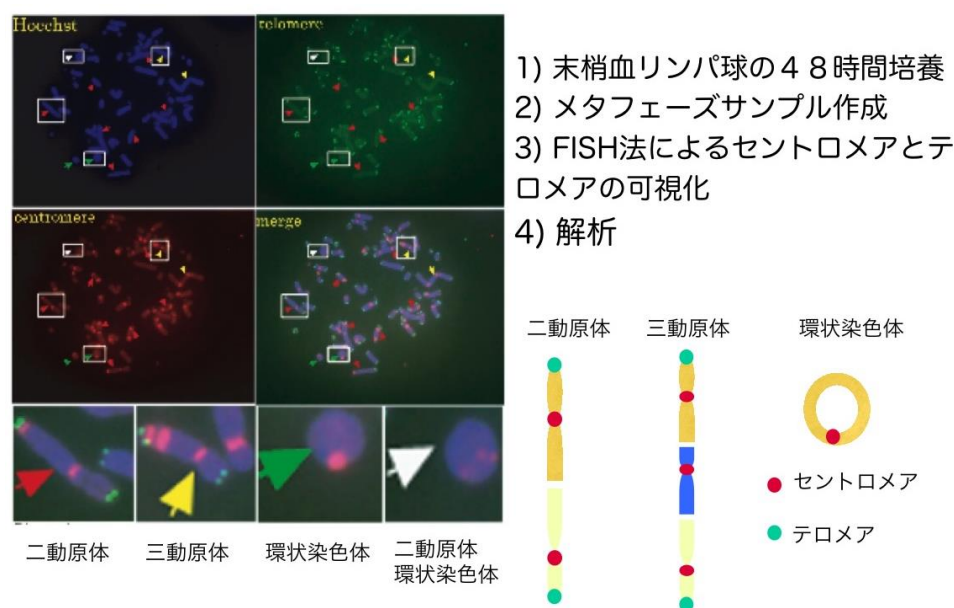 Hoechst
telomere
centromere
merge
二動原体
三動原体
環状染色体
二動原体
環状染色体
1) 末梢血リンパ球の４８時間培養
2) メタフェーズサンプル作成
3) FISH法によるセントロメアとテ
ロメアの可視化
4) 解析
二動原体
三動原体
環状染色体
セントロメア
テロメア